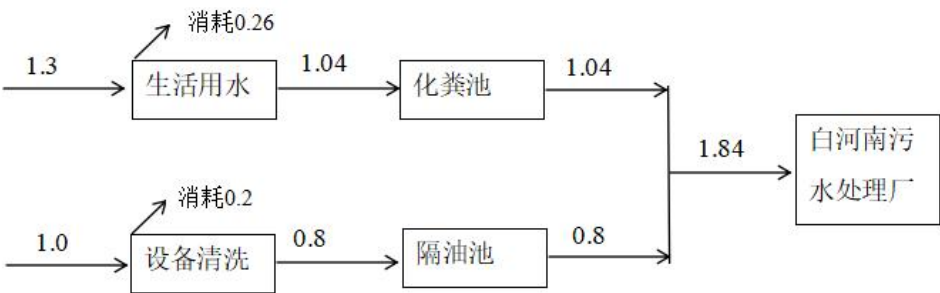 消耗0.26
1.3
生活用水
1.04
化粪池
1.04
1.84
白河南污
水处理厂
消耗0.2
1.0
设备清洗
0.8
隔油池
0.8